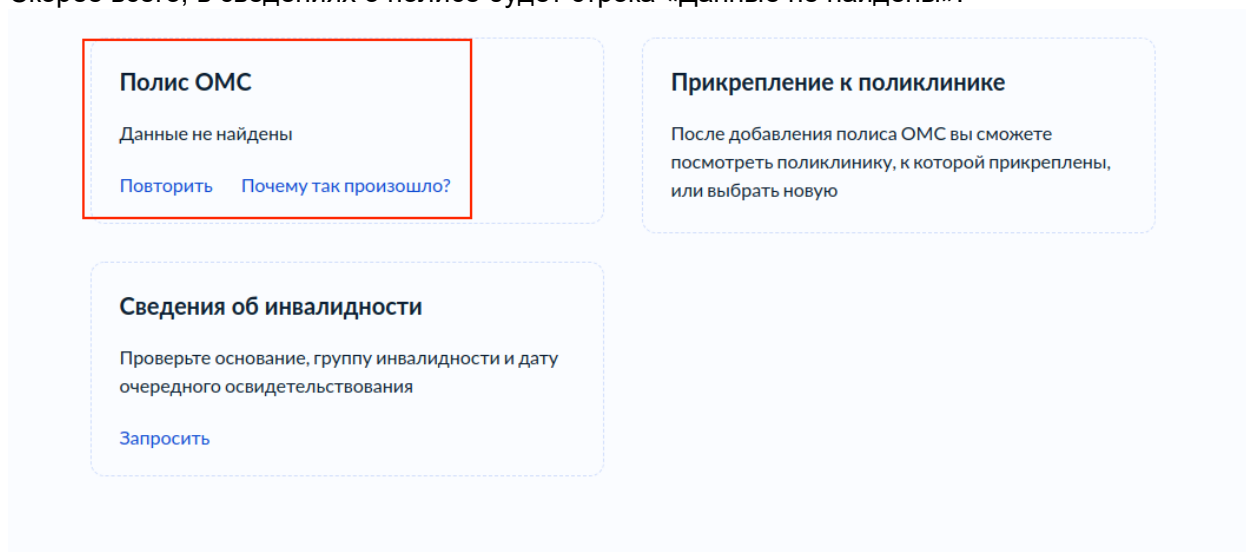 Скорее всего, в сведениях о полисе будет строка «Данные не найдены».
Полис ОМС
Данные не найдены
Повторить Почему так произошло?
Прикрепление к поликлинике
После добавления полиса ОМС вы сможете
посмотреть поликлинику, к которой прикреплены,
или выбрать новую
Сведения об инвалидности
Проверьте основание, группу инвалидности и дату
очередного освидетельствования
Запросить